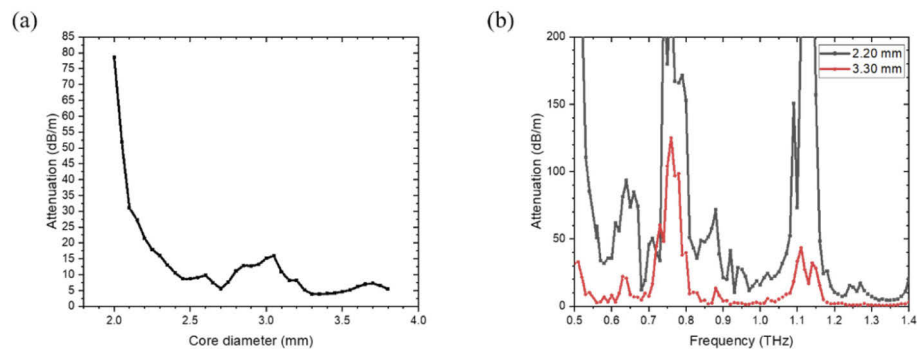 (a)
85
80
75
70
65
60
55
50
45
40
35
30
25
20
15
10
5
0
Attenuation (dB/m)
2.0 2.5 3.0 3.5 4.0
Core diameter (mm)
(b)
2.20 mm
3.30 mm
200
150
100
50
0
Attenuation (dB/m)
0.5 0.6 0.7 0.8 0.9 1.0 1.1 1.2 1.3 1.4
Frequency (THz)